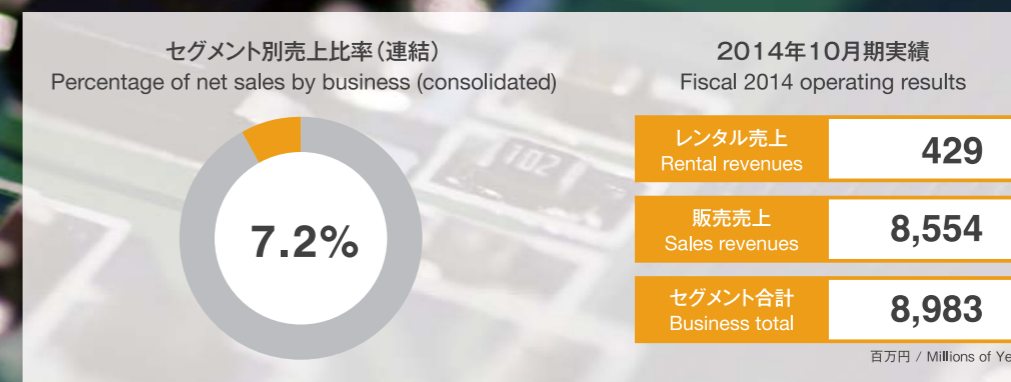 セグメント別売上比率（連結）
Percentage of net sales by business (consolidated)
7.2%
2014年10月期実績
Fiscal 2014 operating results
レンタル売上
Rental revenues
429
販売売上
Sales revenues
8,554
セグメント合計
Business total
8,983
百万円 / Millions of
102